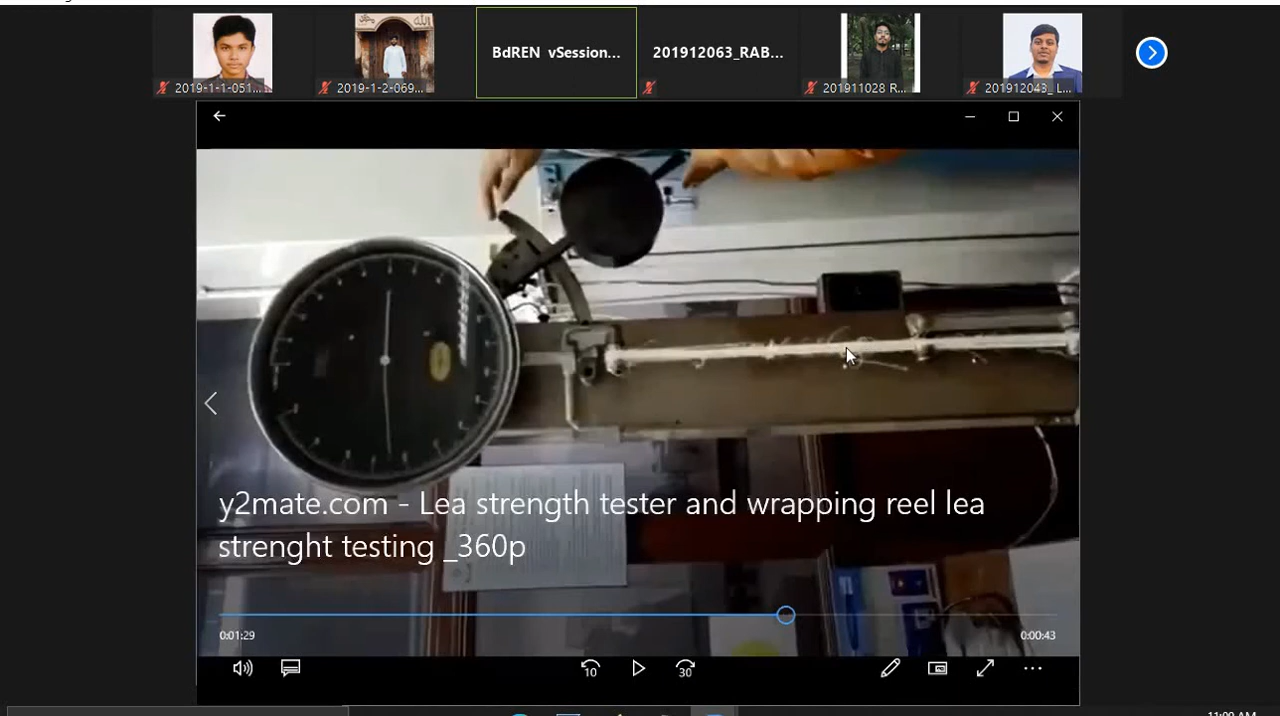 BdREN vSession...
201912063_RAB...
2019-1-1-051...
2019-1-2-069...
201911028 R...
201912043_ L...
y2mate.com - Lea strength tester and wrapping reel lea
strenght testing _360p
0:01:29
0:00:43
10
30